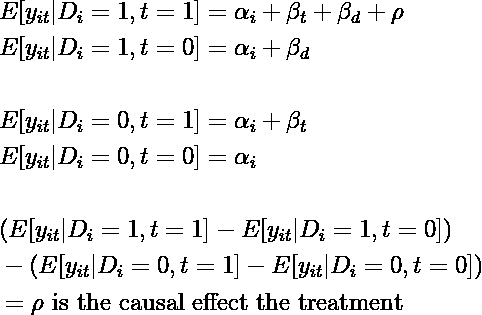 E[y_{it}|D_i = 1, t = 1] = α_i + β_t + β_d + ρ
E[y_{it}|D_i = 1, t = 0] = α_i + β_d
E[y_{it}|D_i = 0, t = 1] = α_i + β_t
E[y_{it}|D_i = 0, t = 0] = α_i
(E[y_{it}|D_i = 1, t = 1] − E[y_{it}|D_i = 1, t = 0])
− (E[y_{it}|D_i = 0, t = 1] − E[y_{it}|D_i = 0, t = 0])
= ρ is the causal effect the treatment